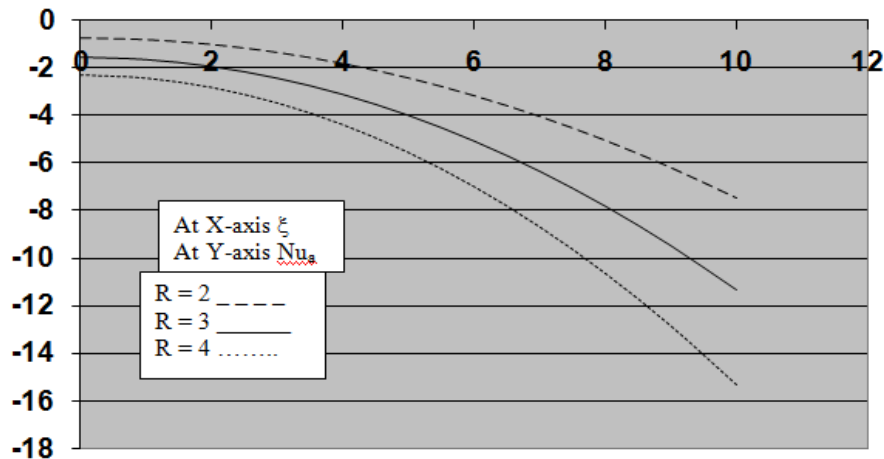 0
0 2 4 6 8 10 12
-2
-4
-6
-8
-10
-12
-14
-16
-18
At X-axis ξ
At Y-axis Nuₐ
R = 2 _ _ _ _
R = 3 _______
R = 4 ........